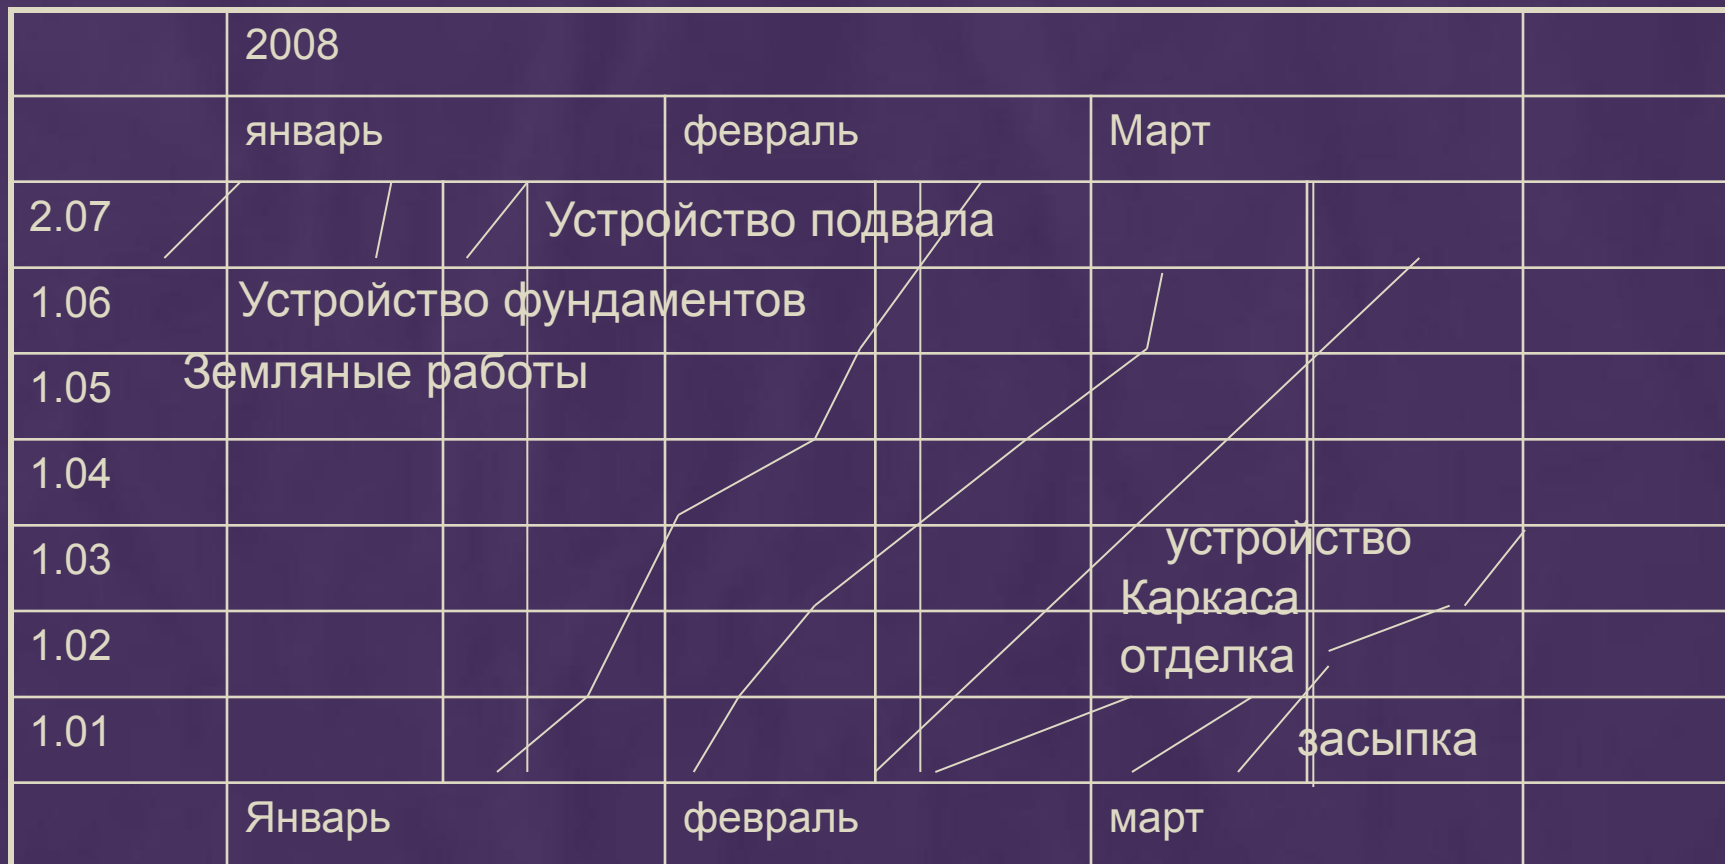 2008
январь февраль Март
2.07 Устройство подвала
1.06 Устройство фундаментов
1.05 Земляные работы
1.04
1.03 устройство
Каркаса
1.02 отделка
1.01 засыпка
Январь февраль март